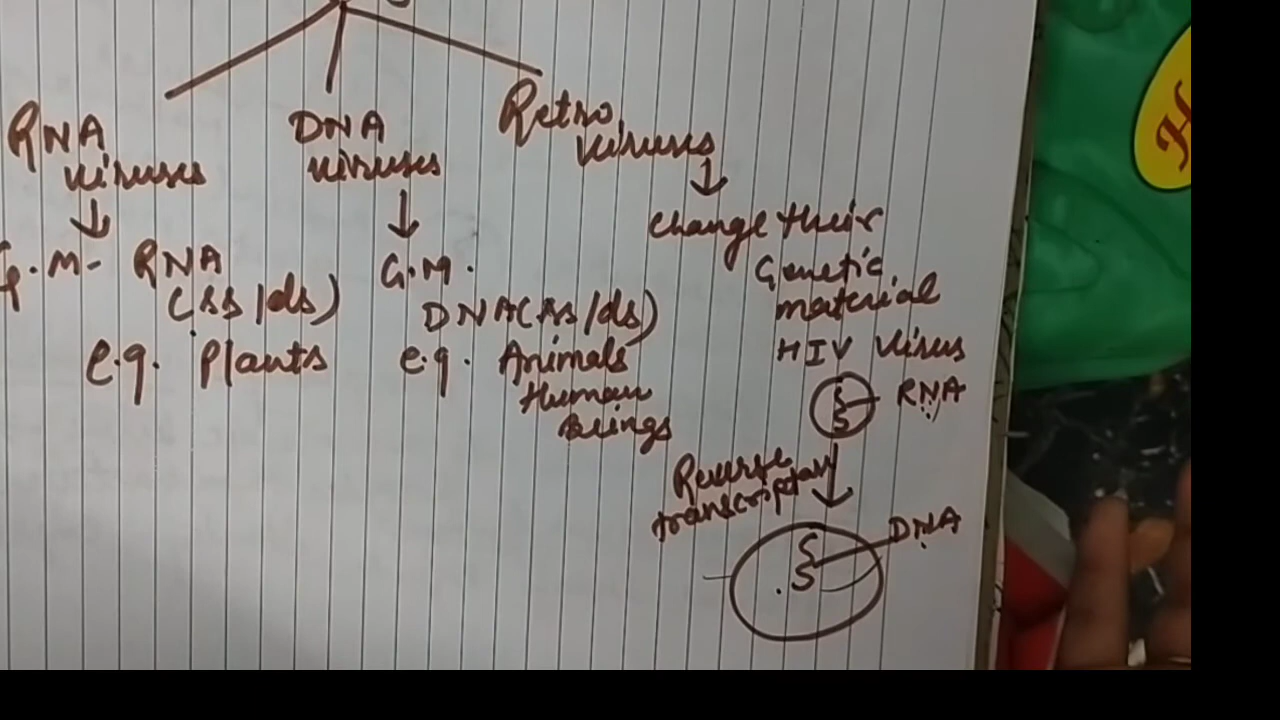 RNA
viruses
G.M- RNA
(ss/ds)
e.g. Plants
DNA
viruses
G.M.
DNA(ss/ds)
e.g. Animals
Human
beings
Retro
viruses
Change their
Genetic
material
HIV virus
RNA
Reverse
DNA
H